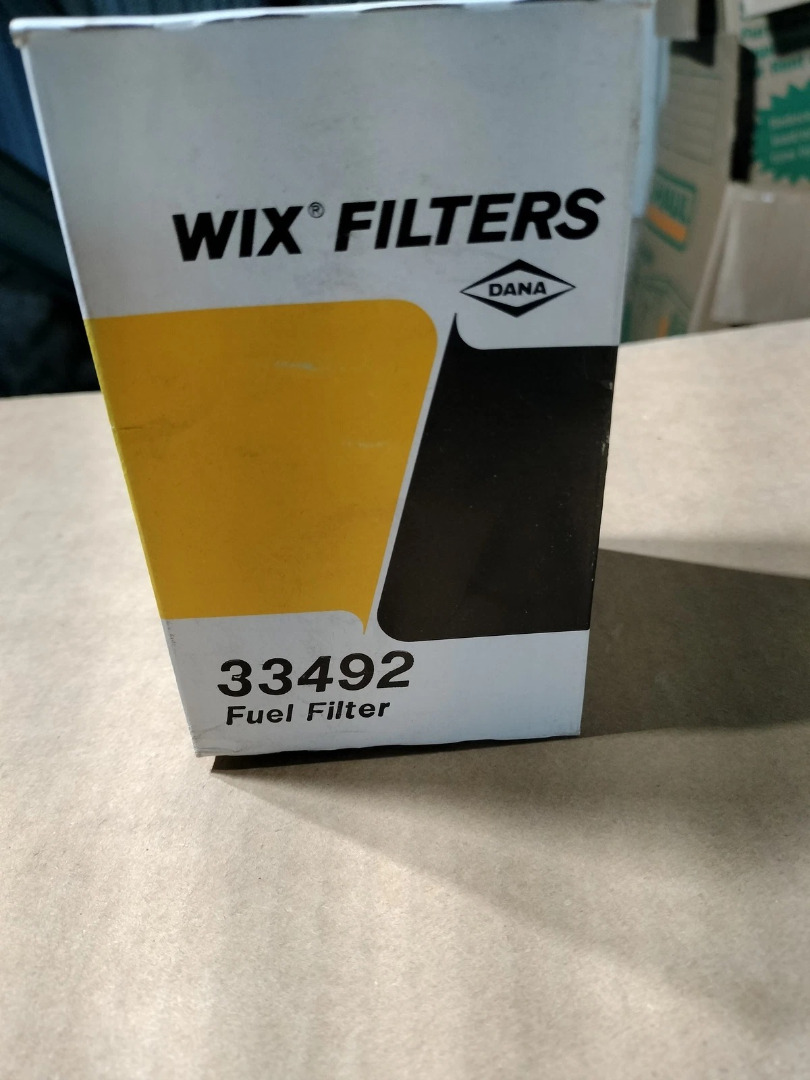 WIX® FILTERS
DANA
33492
Fuel Filter